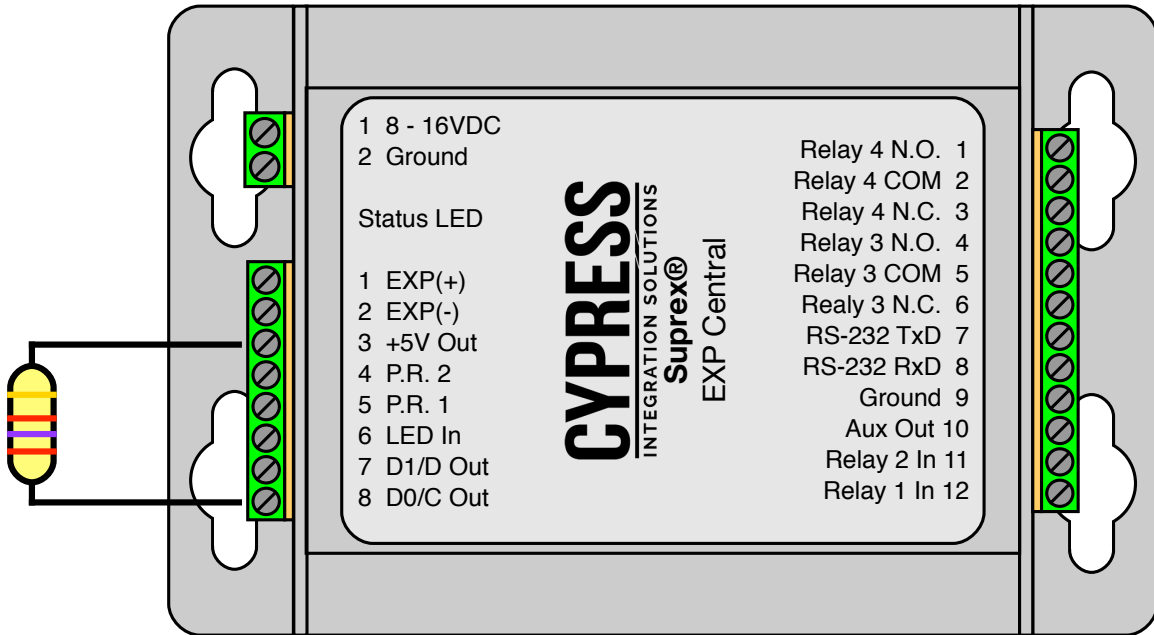 1 8 - 16VDC
2 Ground
Status LED
1 EXP(+)
2 EXP(-)
3 +5V Out
4 P.R. 2
5 P.R. 1
6 LED In
7 D1/D Out
8 D0/C Out
CYPRESS
INTEGRATION SOLUTIONS
Suprex®
EXP Central
Relay 4 N.O. 1
Relay 4 COM 2
Relay 4 N.C. 3
Relay 3 N.O. 4
Relay 3 COM 5
Realy 3 N.C. 6
RS-232 TxD 7
RS-232 RxD 8
Ground 9
Aux Out 10
Relay 2 In 11
Relay 1 In 12